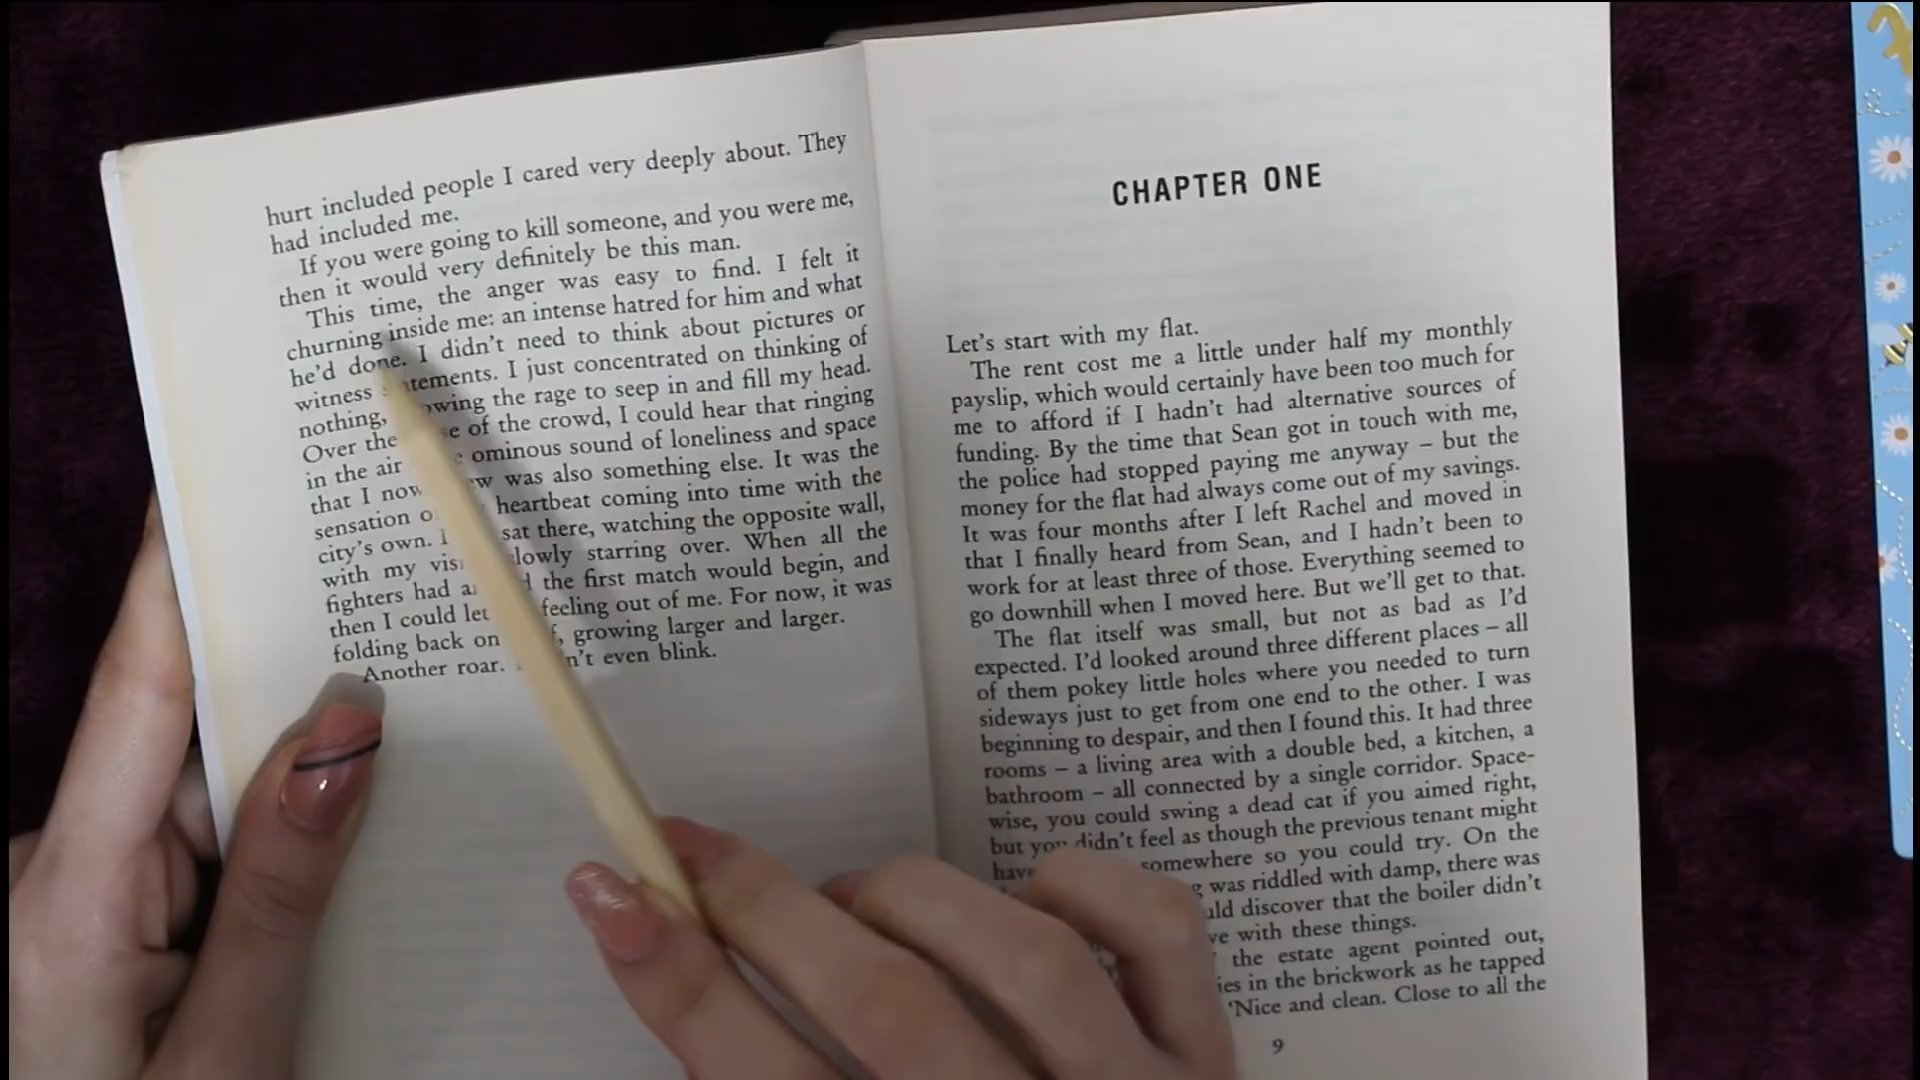 hurt included people I cared very deeply about. They
had included me.
If you were going to kill someone, and you were me,
then it would very definitely be this man.
This time, the anger was easy to find. I felt it
churning inside me: an intense hatred for him and what
he'd done. I didn't need to think about pictures or
witness tements. I just concentrated on thinking of
nothing, owing the rage to seep in and fill my head.
Over the e of the crowd, I could hear that ringing
in the air ominous sound of loneliness and space
that I now w was also something else. It was the
sensation o heartbeat coming into time with the
city's own. I sat there, watching the opposite wall,
with my vis lowly starring over. When all the
fighters had a the first match would begin, and
then I could let feeling out of me. For now, it was
folding back on growing larger and larger.
Another roar. n't even blink.
CHAPTER ONE
Let's start with my flat.
The rent cost me a little under half my monthly
payslip, which would certainly have been too much for
me to afford if I hadn't had alternative sources of
funding. By the time that Sean got in touch with me,
the police had stopped paying me anyway – but the
money for the flat had always come out of my savings.
It was four months after I left Rachel and moved in
that I finally heard from Sean, and I hadn't been to
work for at least three of those. Everything seemed to
go downhill when I moved here. But we'll get to that.
The flat itself was small, but not as bad as I'd
expected. I'd looked around three different places – all
of them pokey little holes where you needed to turn
sideways just to get from one end to the other. I was
beginning to despair, and then I found this. It had three
rooms – a living area with a double bed, a kitchen, a
bathroom – all connected by a single corridor. Space-
wise, you could swing a dead cat if you aimed right,
but you didn't feel as though the previous tenant might
have somewhere so you could try. On the
g was riddled with damp, there was
uld discover that the boiler didn't
ve with these things.
the estate agent pointed out,
ies in the brickwork as he tapped
'Nice and clean. Close to all the
9